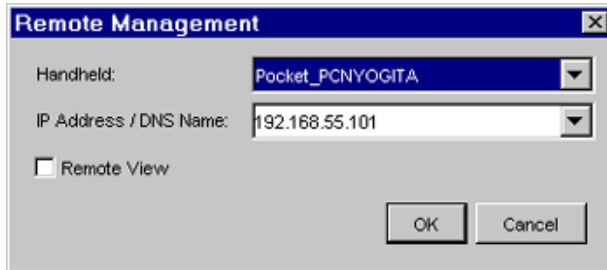 Remote Management
Handheld: Pocket_PCNYOGITA
IP Address / DNS Name: 192.168.55.101
Remote View
OK Cancel